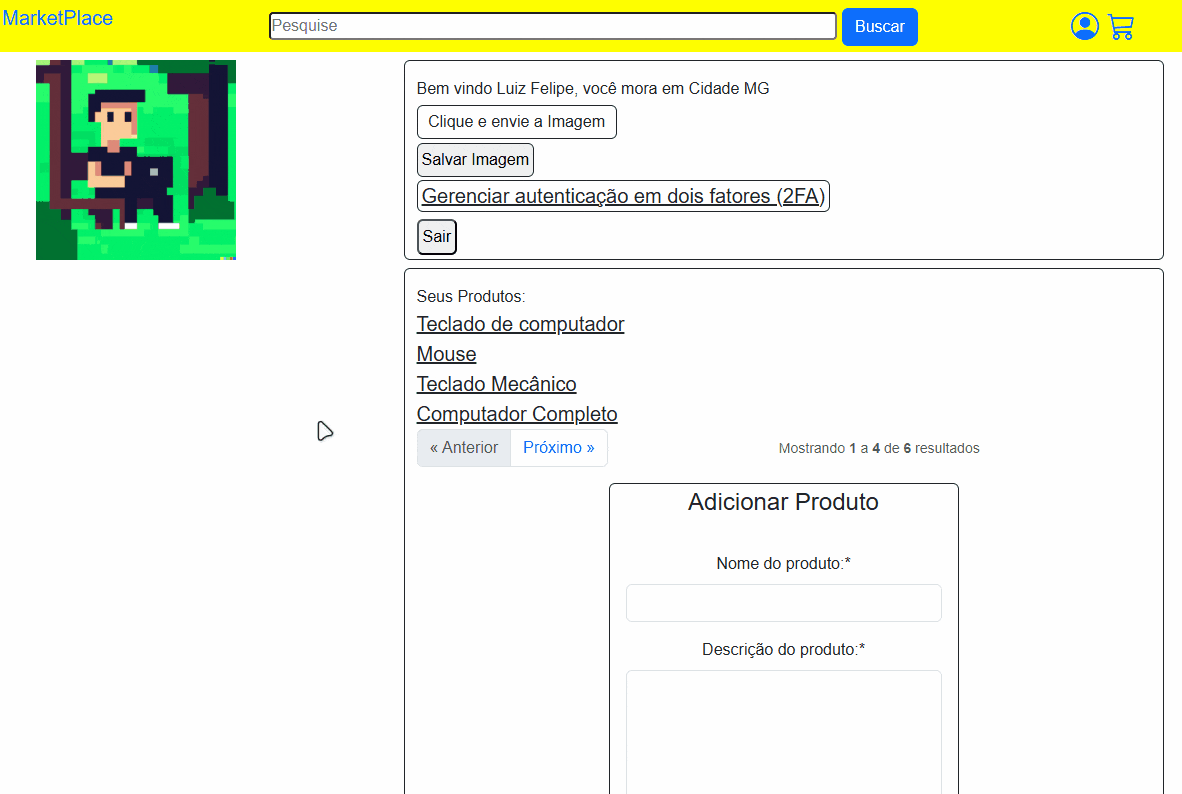 MarketPlace
Pesquise
Buscar
Bem vindo Luiz Felipe, você mora em Cidade MG
Clique e envie a Imagem
Salvar Imagem
Gerenciar autenticação em dois fatores (2FA)
Sair
Seus Produtos:
Teclado de computador
Mouse
Teclado Mecânico
Computador Completo
« Anterior Próximo » Mostrando 1 a 4 de 6 resultados
Adicionar Produto
Nome do produto:*
Descrição do produto:*